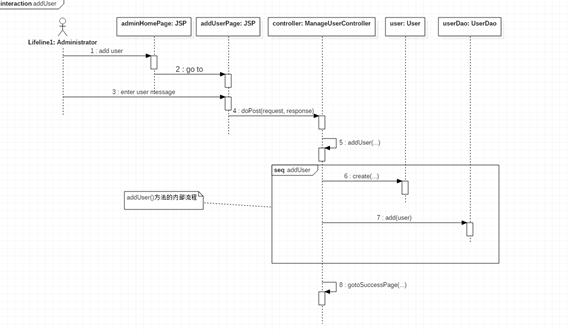 interaction addUser
adminHomePage: JSP
addUserPage: JSP
controller: ManageUserController
user: User
userDao: UserDao
Lifeline1: Administrator
1 : add user
2 : go to
3 : enter user message
4 : doPost(request, response)
5 : addUser(...)
seq addUser
6 : create(...)
addUser()方法的内部流程
7 : add(user)
8 : gotoSuccessPage(...)